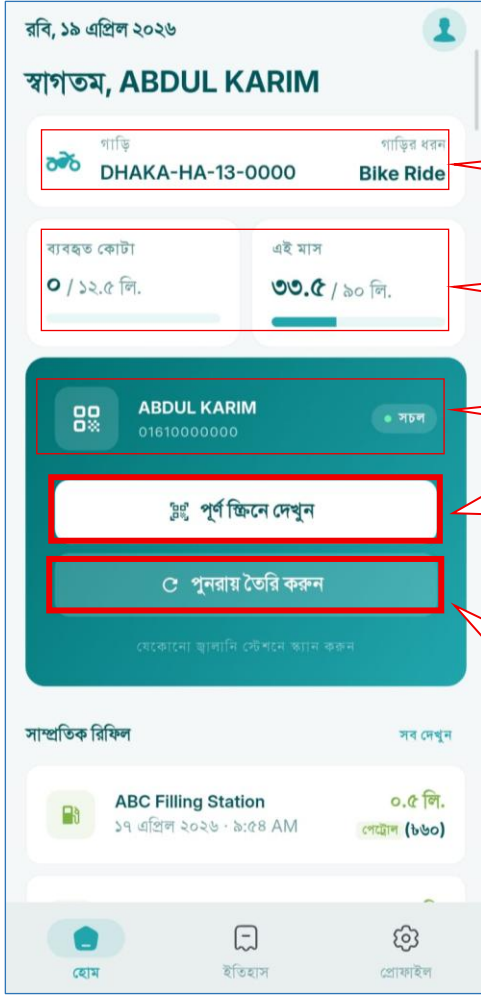 রবি, ১৯ এপ্রিল ২০২৬
স্বাগতম, ABDUL KARIM
গাড়ি গাড়ির ধরন
DHAKA-HA-13-0000 Bike Ride
ব্যবহৃত কোটা এই মাস
০ / ১২.৫ লি. ৩৩.৫ / ৯০ লি.
ABDUL KARIM
01610000000
সচল
পূর্ণ স্ক্রিনে দেখুন
পুনরায় তৈরি করুন
যেকোনো জ্বালানি স্টেশনে স্ক্যান করুন
সাম্প্রতিক রিফিল সব দেখুন
ABC Filling Station ০.৫ লি.
১৭ এপ্রিল ২০২৬ · ৯:৫৪ AM পেট্রোল (৳৬০)
হোম ইতিহাস প্রোফাইল